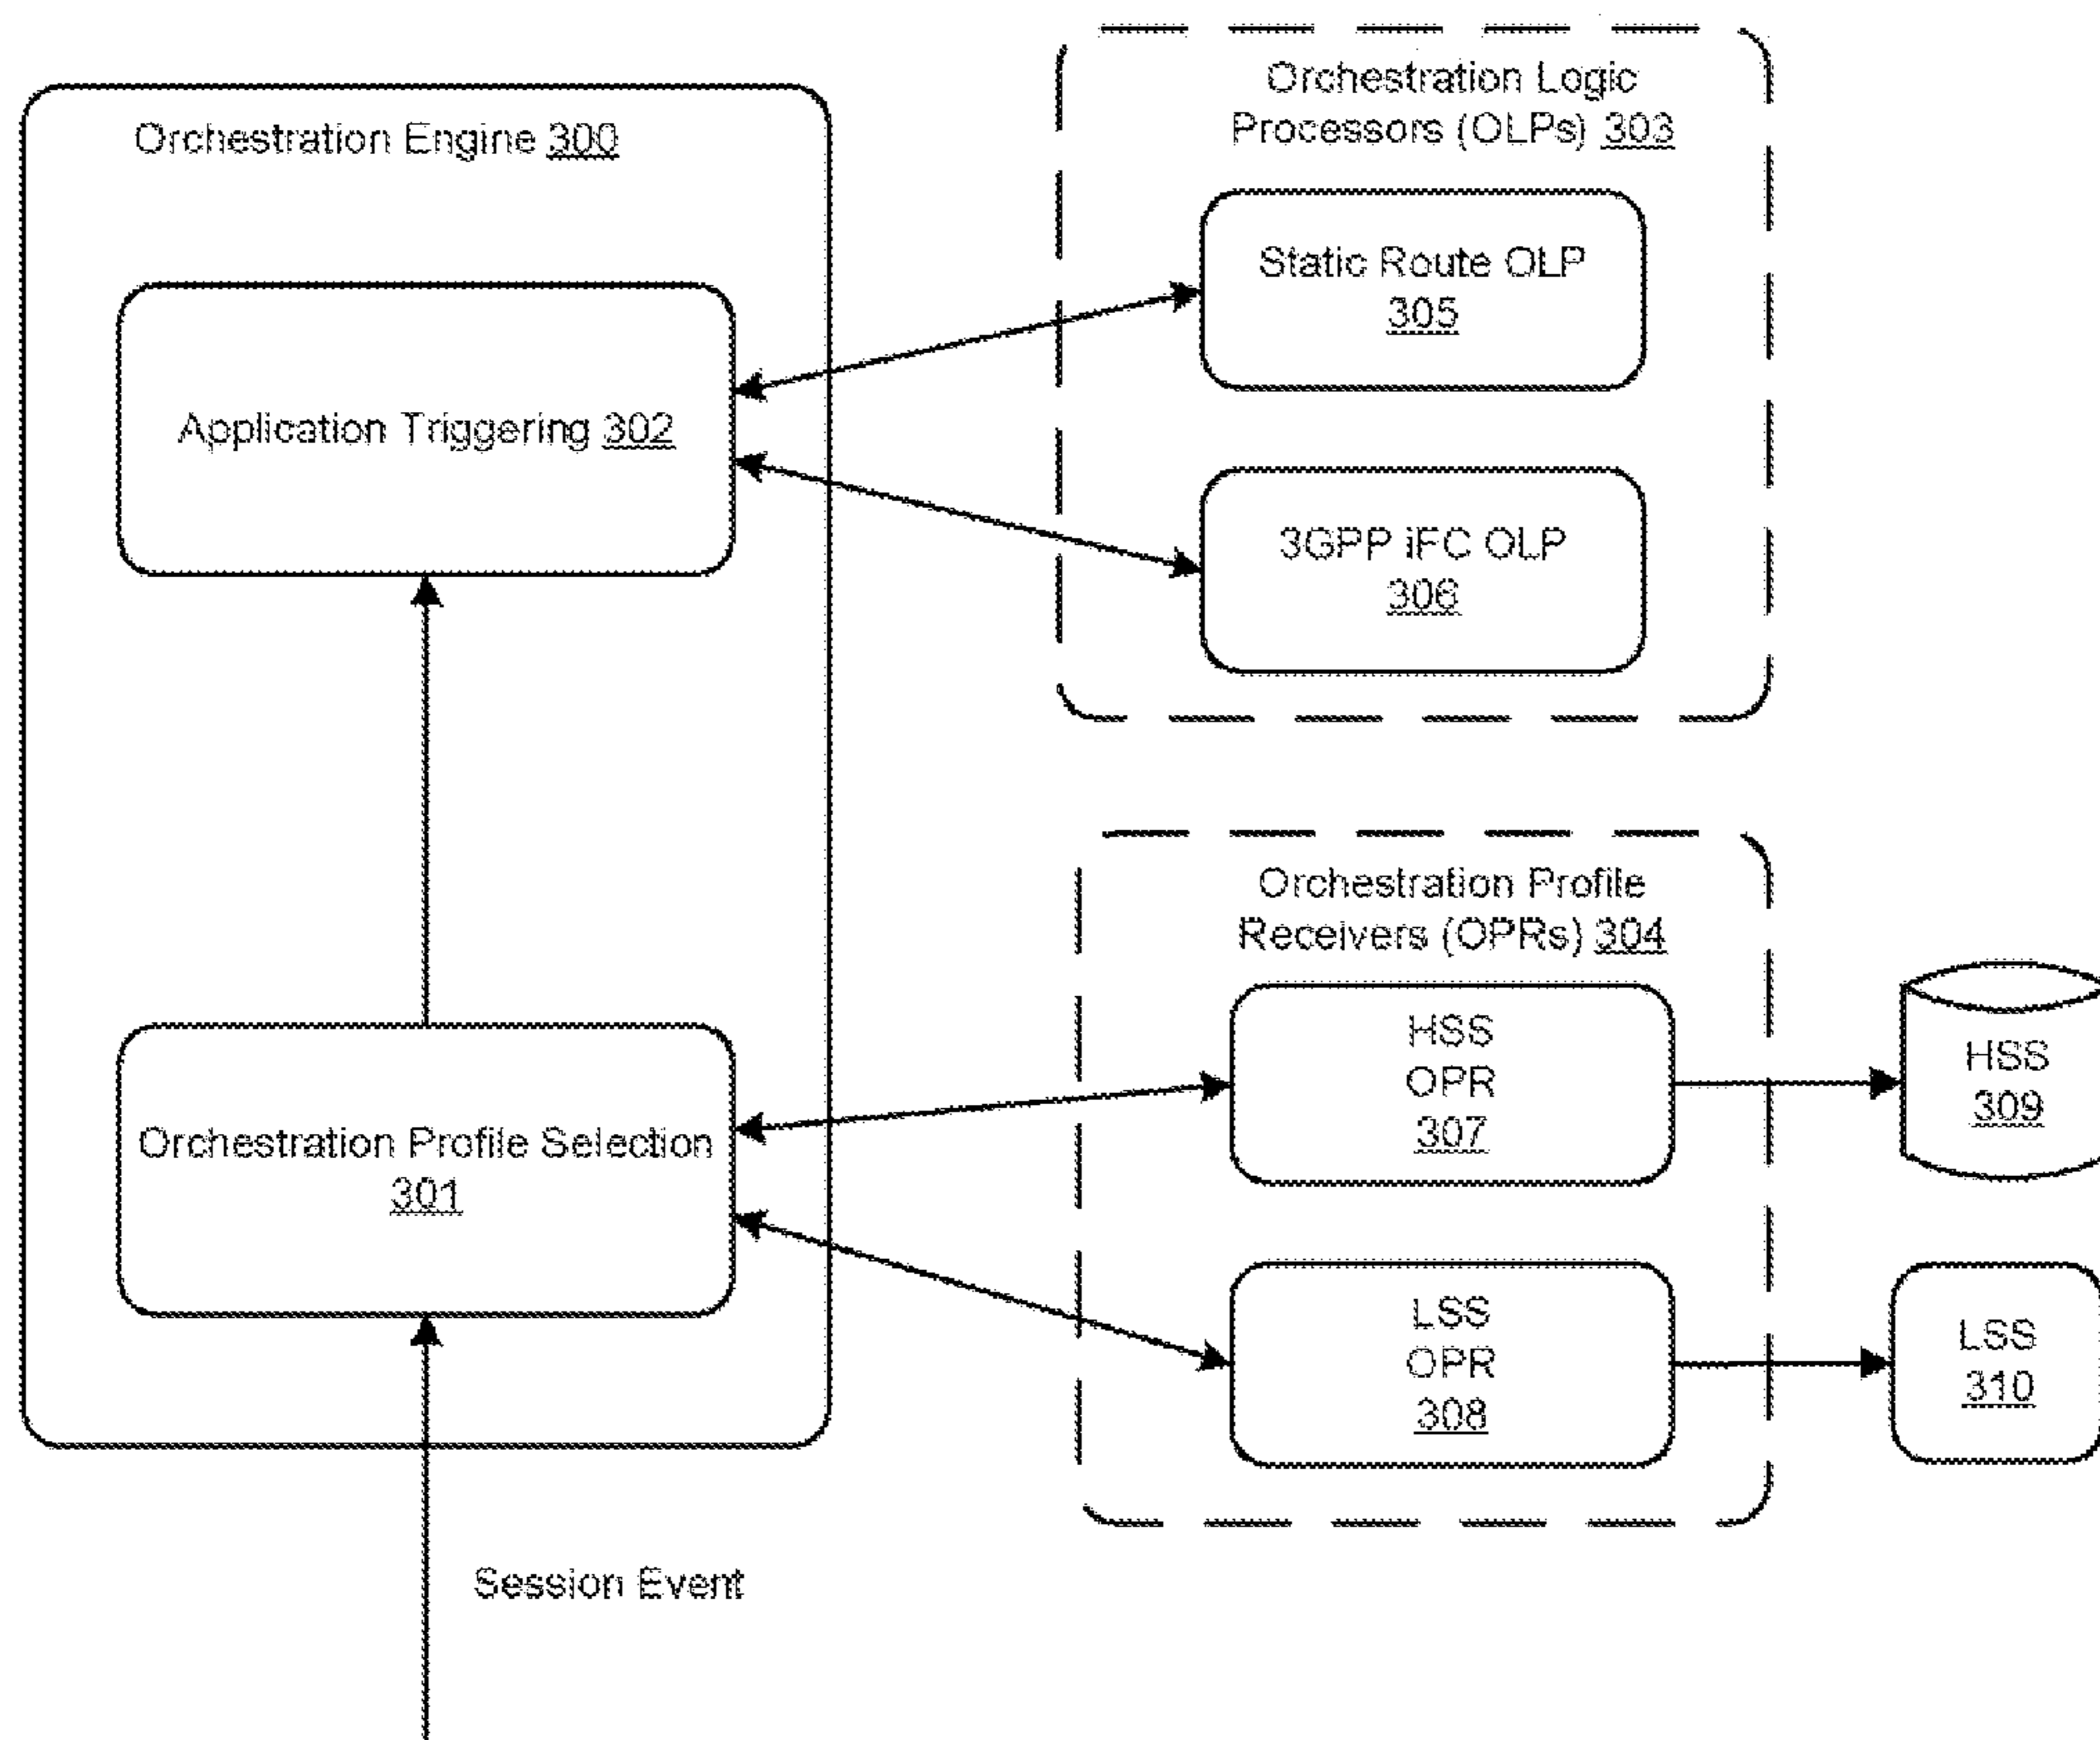 Orchestration Engine 300
Application Triggering 302
Orchestration Profile Selection
301
Session Event
Orchestration Logic
Processors (OLPs) 303
Static Route OLP
305
3GPP iFC OLP
306
Orchestration Profile
Receivers (OPRs) 304
HSS
OPR
307
LSS
OPR
308
HSS
309
LSS
310